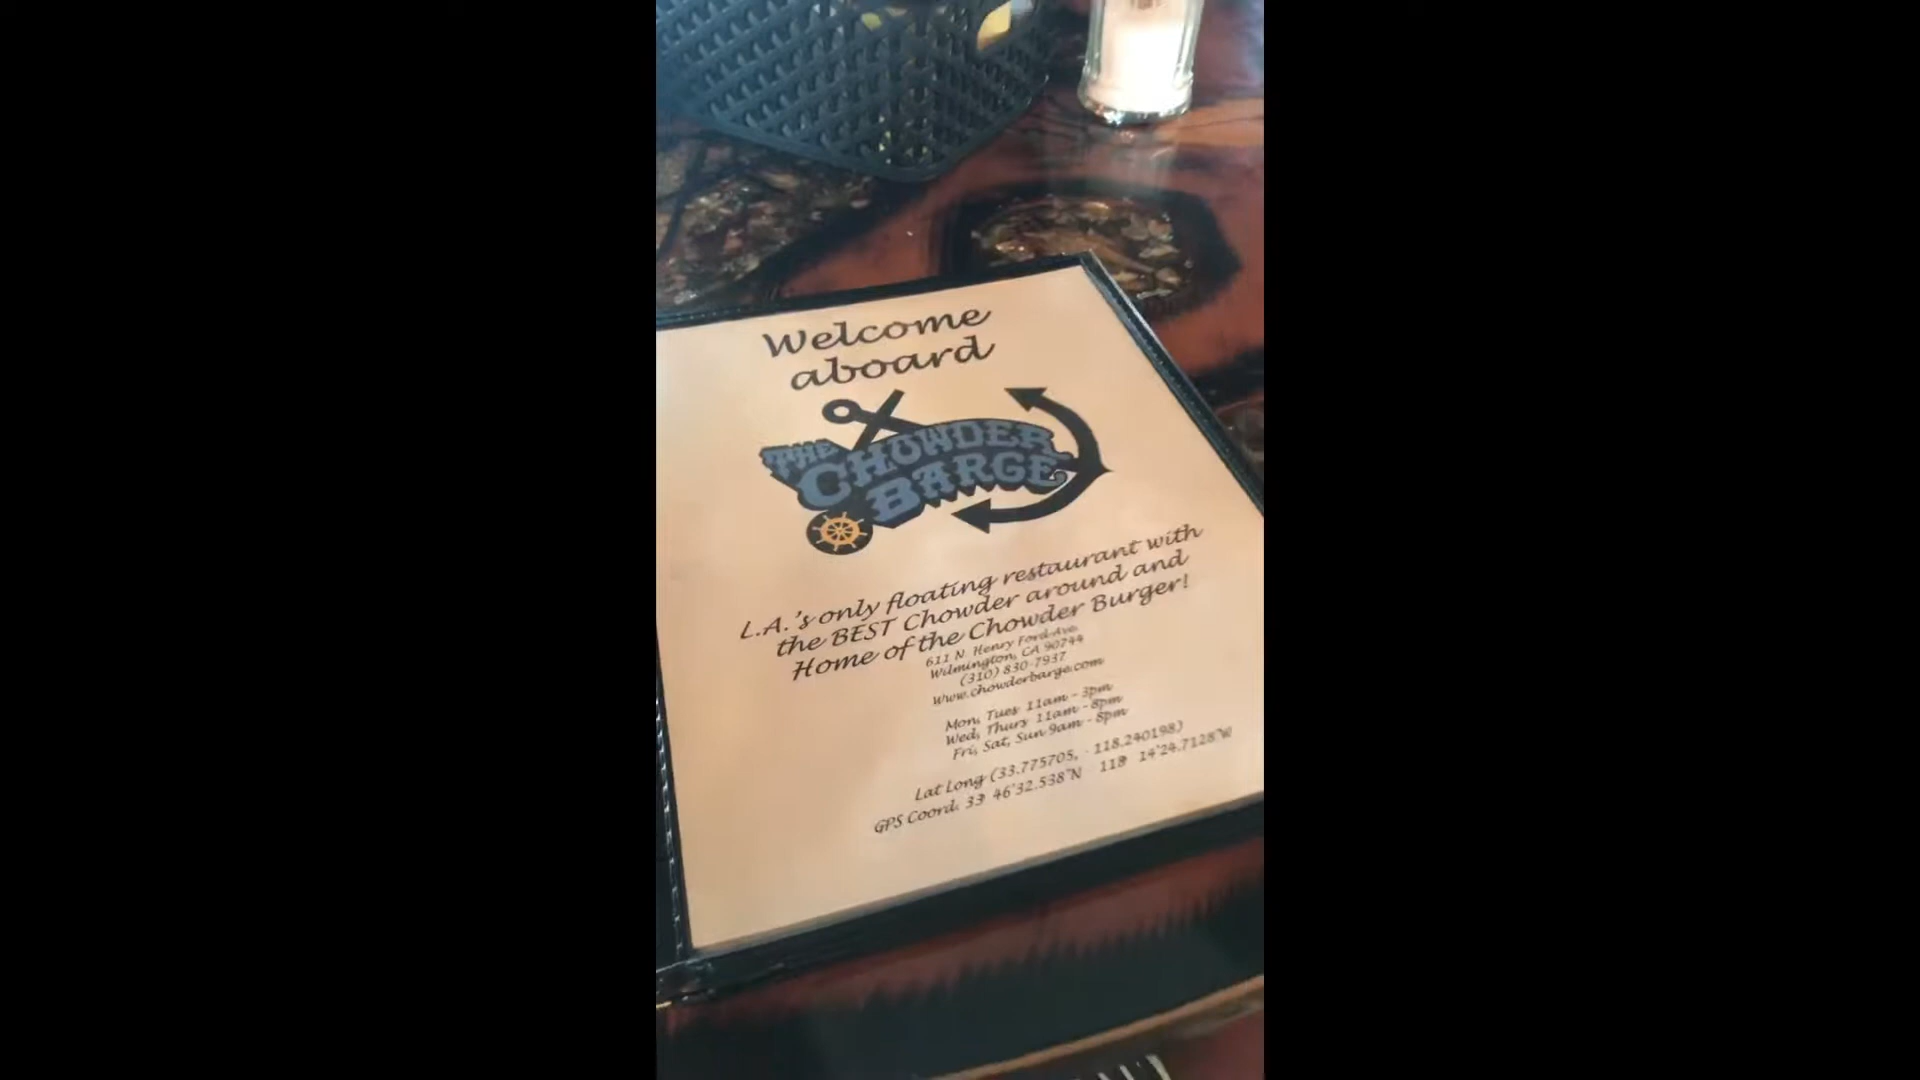 Welcome
aboard
THE
CHOWDER
BARGE
L.A.'s only floating restaurant with
the BEST Chowder around and
Home of the Chowder Burger!
611 N. Henry Ford Ave.
Wilmington, CA 90744
(310) 830-7937
www.chowderbarge.com
Mon, Tues 11am - 3pm
Wed, Thurs 11am - 8pm
Fri, Sat, Sun 9am - 8pm
Lat Long (33.775705, - 118.240198)
GPS Coord. 33° 46'32.538"N 118° 14'24.7128"W